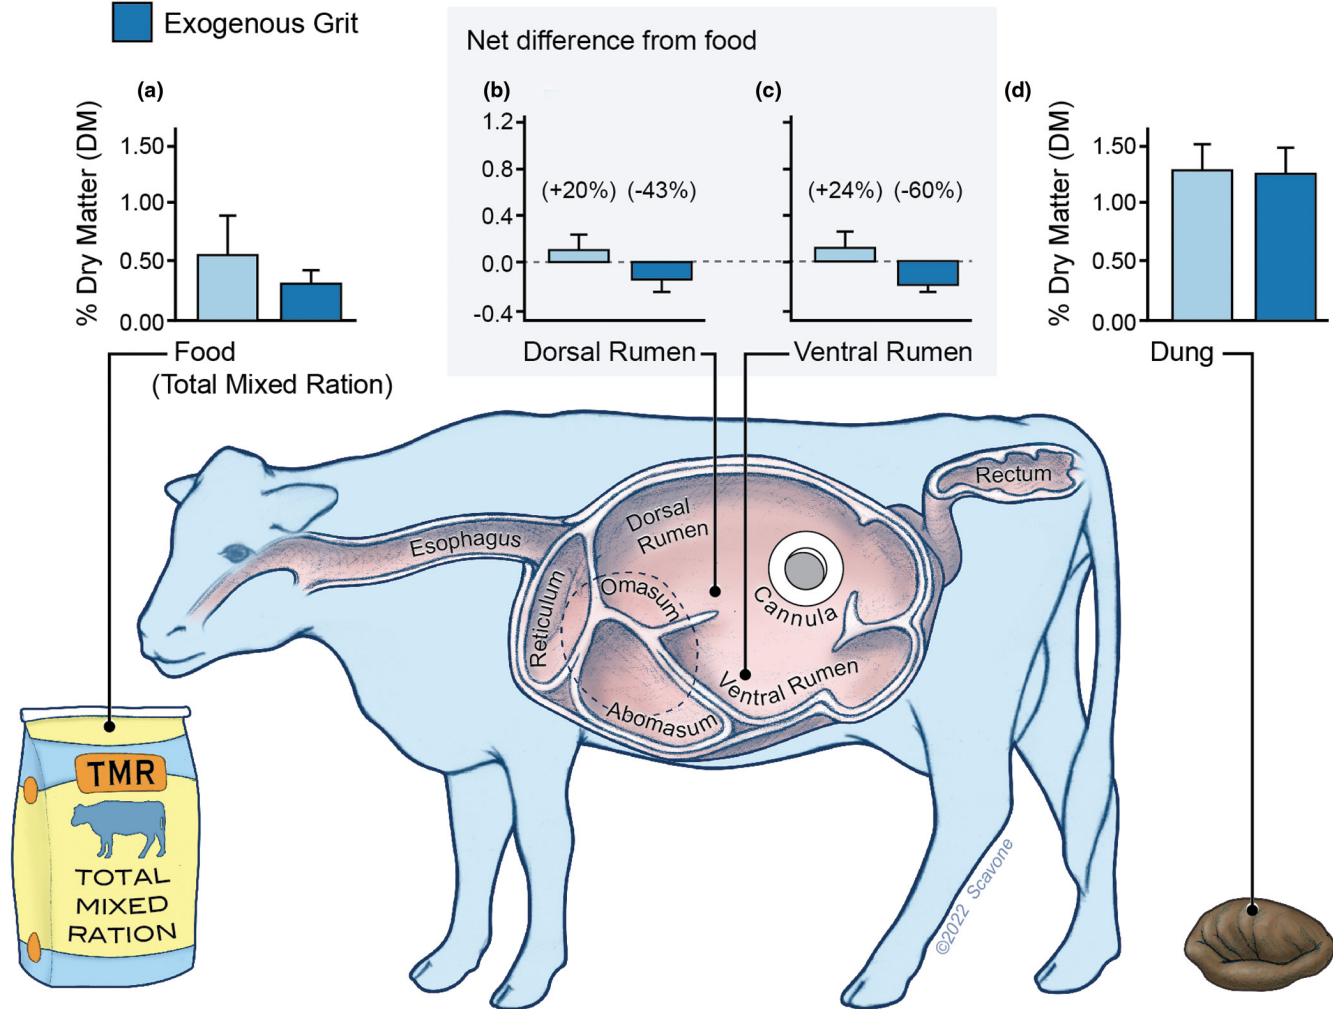 Exogenous Grit
Net difference from food
(a)
% Dry Matter (DM)
1.50
1.00
0.50
0.00
Food
(Total Mixed Ration)
(b)
1.2
0.8
0.4
0.0
-0.4
(+20%) (-43%)
Dorsal Rumen
(c)
(+24%) (-60%)
Ventral Rumen
(d)
% Dry Matter (DM)
1.50
1.00
0.50
0.00
Dung
Rectum
Dorsal
Rumen
Esophagus
Cannula
Omasum
Reticulum
Ventral Rumen
Abomasum
TMR
TOTAL
MIXED
RATION
©2022 Scavone